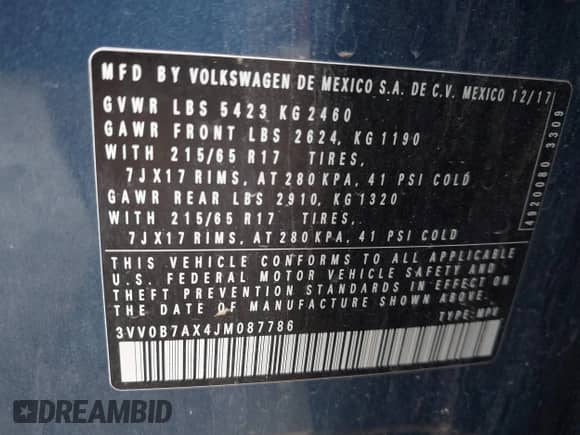 MFD BY VOLKSWAGEN DE MEXICO S.A. DE C.V. MEXICO 12/17
GVWR LBS 5423 KG 2460
GAWR FRONT LBS 2624, KG 1190
WITH 215/65 R17 TIRES,
7JX17 RIMS, AT 280 KPA, 41 PSI COLD
GAWR REAR LBS 2910, KG 1320
WITH 215/65 R17 TIRES,
7JX17 RIMS, AT 280 KPA, 41 PSI COLD
THIS VEHICLE CONFORMS TO ALL APPLICABLE
U.S. FEDERAL MOTOR VEHICLE SAFETY AND
THEFT PREVENTION STANDARDS IN EFFECT ON
THE DATE OF MANUFACTURE SHOWN ABOVE.
3VV0B7AX4JM087786 TYPE: MPV
4920080 3309
DREAMBID